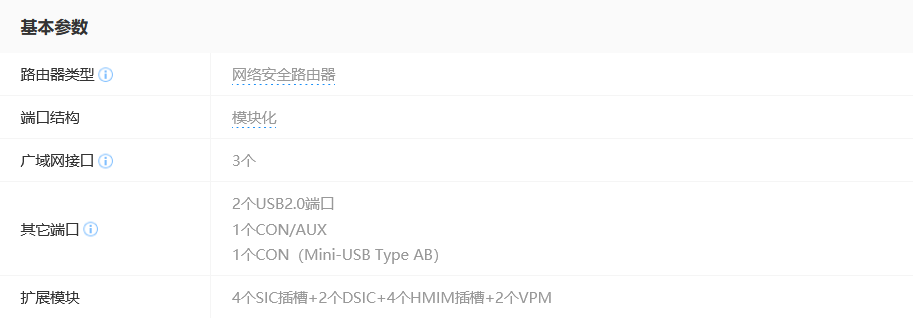 基本参数
路由器类型
网络安全路由器
端口结构
模块化
广域网接口
3个
其它端口
2个USB2.0端口
1个CON/AUX
1个CON（Mini-USB Type AB）
扩展模块
4个SIC插槽+2个DSIC+4个HMIM插槽+2个VPM